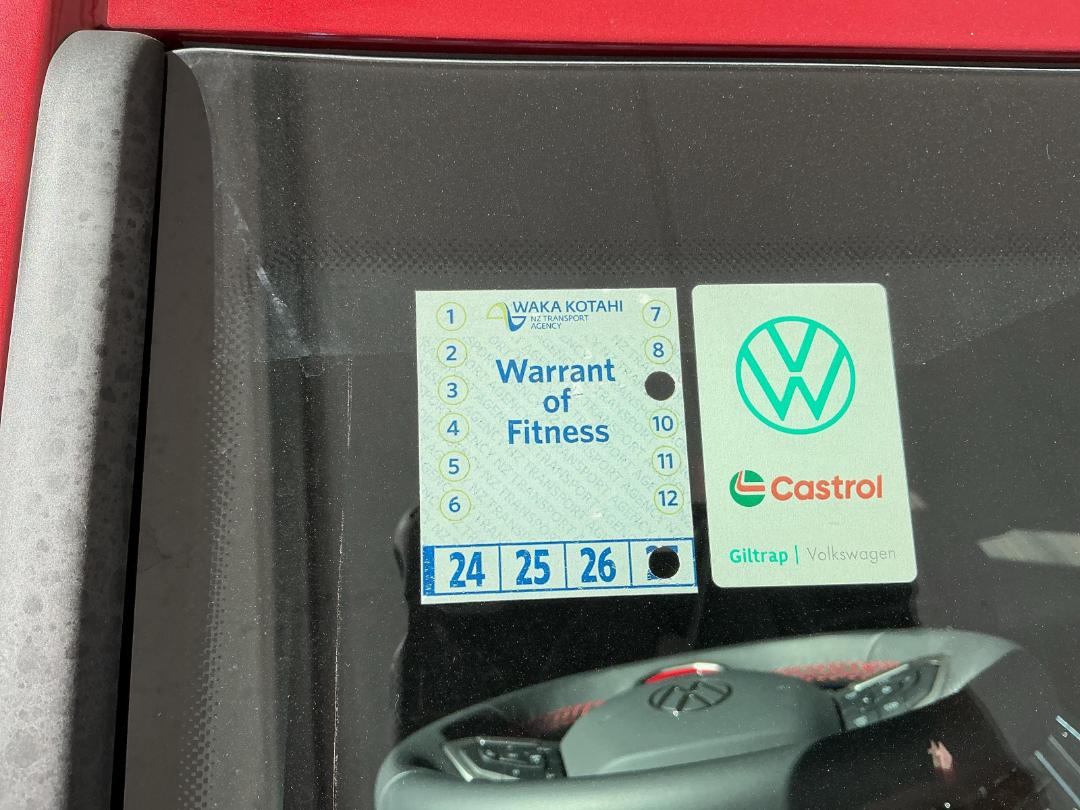 WAKA KOTAHI
NZ TRANSPORT
AGENCY
Warrant
of
Fitness
1
2
3
4
5
6
7
8
10
11
12
24 25 26
Castrol
Giltrap | Volkswagen